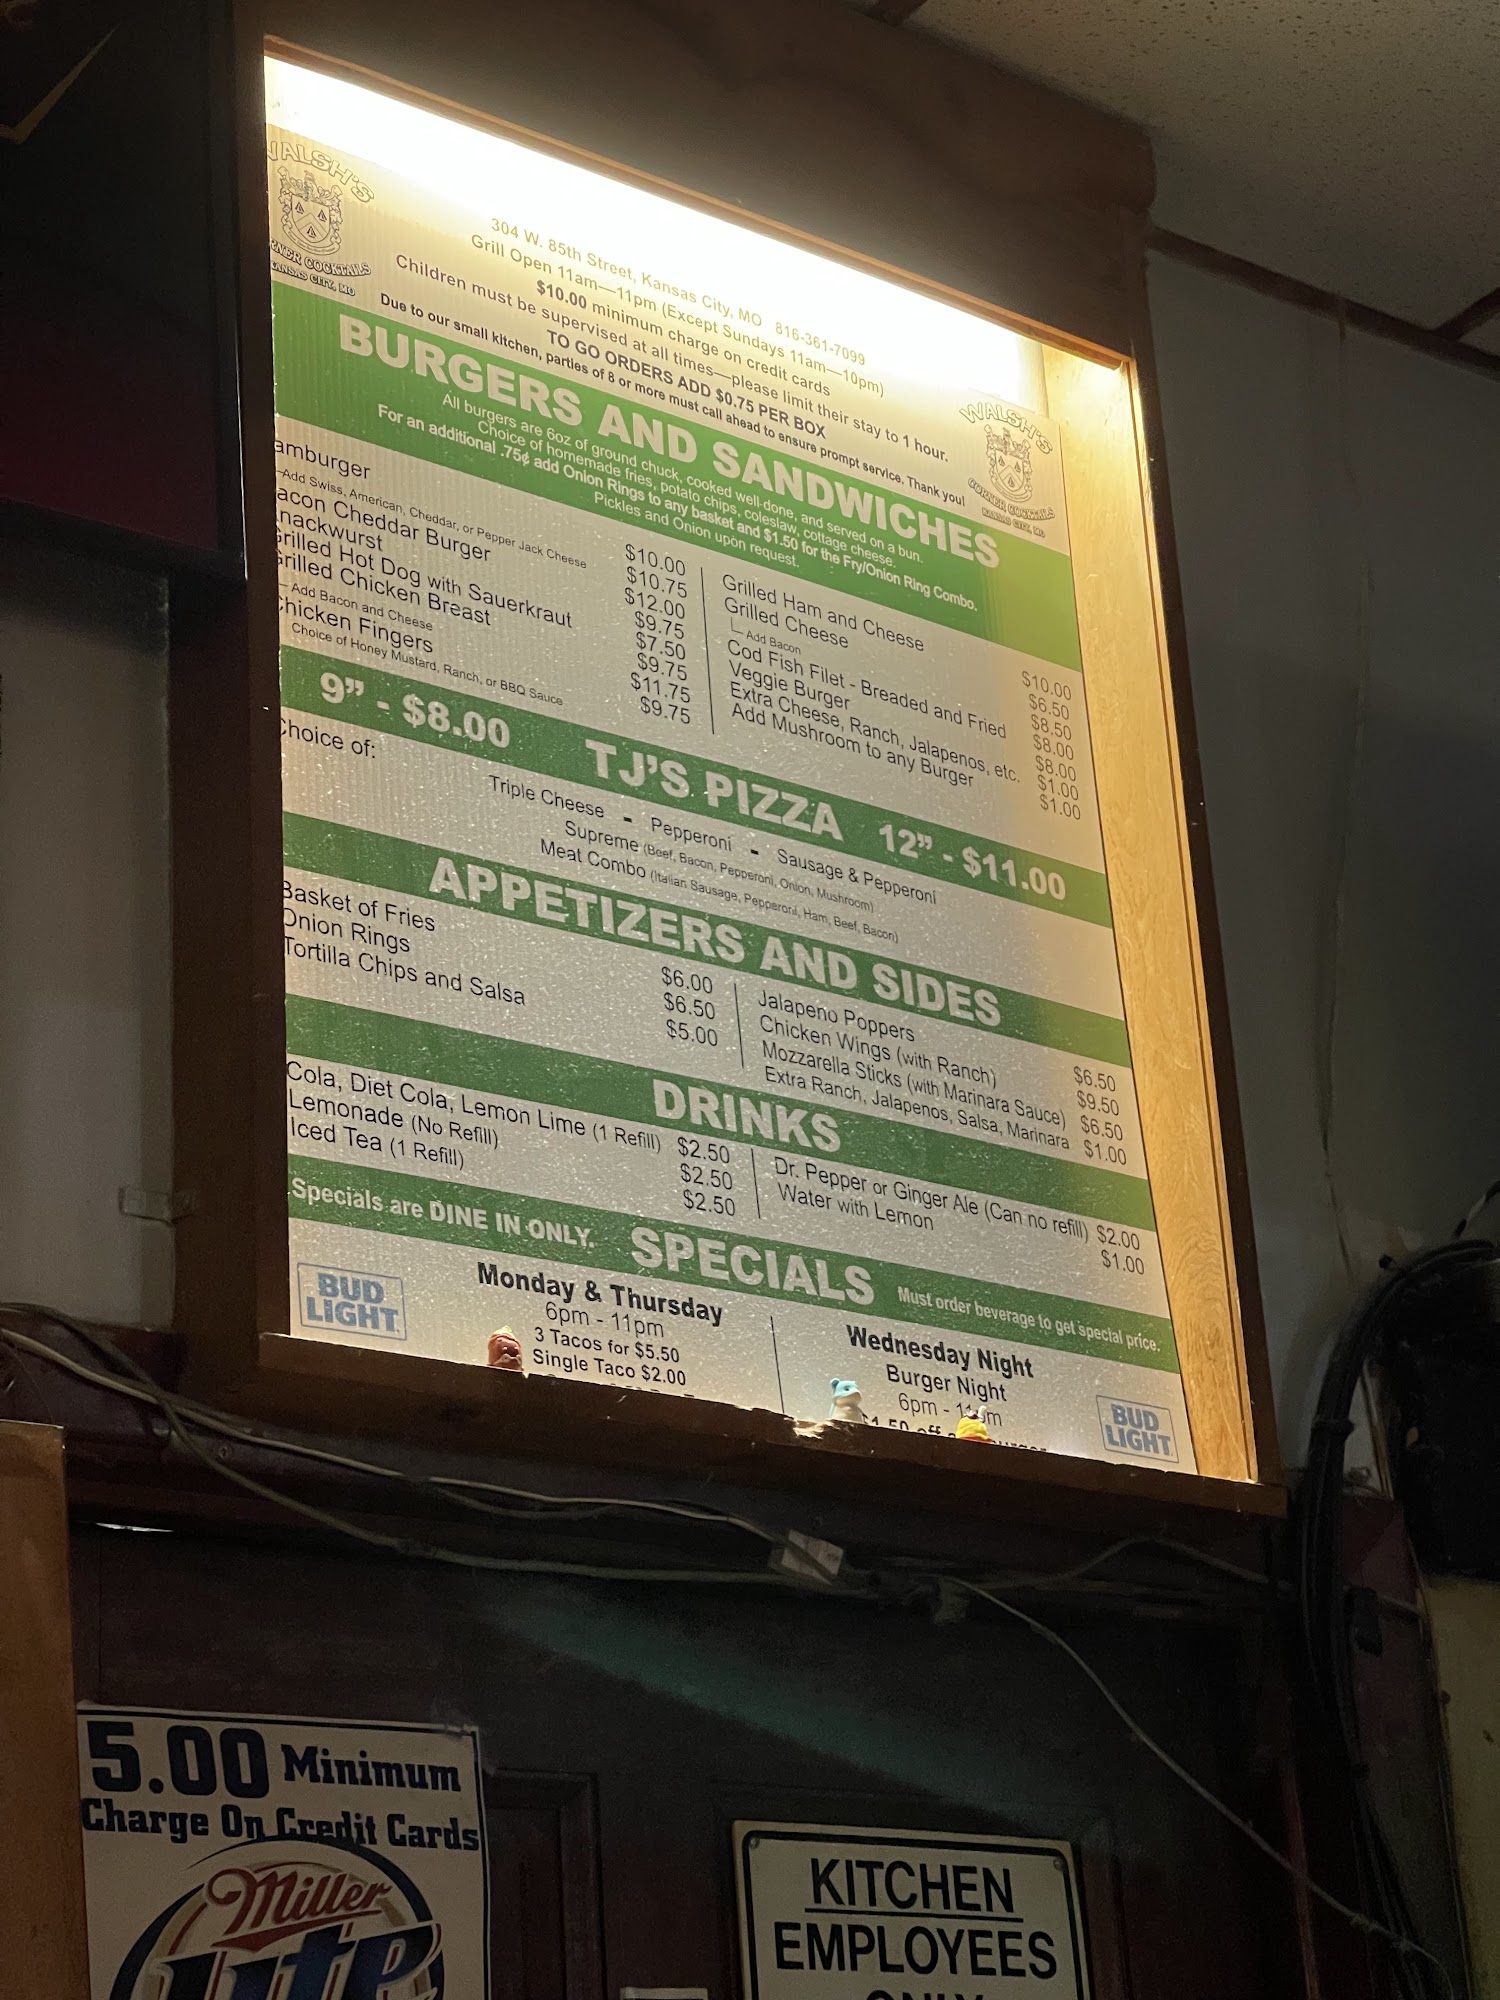 WALSH'S
CORNER COCKTAILS
KANSAS CITY, MO
304 W. 85th Street, Kansas City, MO 816-361-7099
Grill Open 11am—11pm (Except Sundays 11am—10pm)
$10.00 minimum charge on credit cards
Children must be supervised at all times—please limit their stay to 1 hour.
TO GO ORDERS ADD $0.75 PER BOX
Due to our small kitchen, parties of 8 or more must call ahead to ensure prompt service. Thank you!
WALSH'S
CORNER COCKTAILS
KANSAS CITY, MO
BURGERS AND SANDWICHES
All burgers are 6oz of ground chuck, cooked well-done, and served on a bun.
Choice of homemade fries, potato chips, coleslaw, cottage cheese.
For an additional .75¢ add Onion Rings to any basket and $1.50 for the Fry/Onion Ring Combo.
Pickles and Onion upon request.
amburger $10.00
Add Swiss, American, Cheddar, or Pepper Jack Cheese $10.75
acon Cheddar Burger $12.00
nackwurst $9.75
Grilled Hot Dog with Sauerkraut $7.50
Grilled Chicken Breast $9.75
Add Bacon and Cheese $11.75
Chicken Fingers $9.75
Choice of Honey Mustard, Ranch, or BBQ Sauce
Grilled Ham and Cheese $10.00
Grilled Cheese $6.50
Add Bacon $8.50
Cod Fish Filet - Breaded and Fried $8.00
Veggie Burger $8.00
Extra Cheese, Ranch, Jalapenos, etc. $1.00
Add Mushroom to any Burger $1.00
9" - $8.00 TJ'S PIZZA 12" - $11.00
Choice of:
Triple Cheese - Pepperoni - Sausage & Pepperoni
Supreme (Beef, Bacon, Pepperoni, Onion, Mushroom)
Meat Combo (Italian Sausage, Pepperoni, Ham, Beef, Bacon)
APPETIZERS AND SIDES
Basket of Fries $6.00
Onion Rings $6.50
Tortilla Chips and Salsa $5.00
Jalapeno Poppers $6.50
Chicken Wings (with Ranch) $9.50
Mozzarella Sticks (with Marinara Sauce) $6.50
Extra Ranch, Jalapenos, Salsa, Marinara $1.00
DRINKS
Cola, Diet Cola, Lemon Lime (1 Refill) $2.50
Lemonade (No Refill) $2.50
Iced Tea (1 Refill) $2.50
Dr. Pepper or Ginger Ale (Can no refill) $2.00
Water with Lemon $1.00
Specials are DINE IN ONLY. SPECIALS Must order beverage to get special price.
BUD
LIGHT
Monday & Thursday
6pm - 11pm
3 Tacos for $5.50
Single Taco $2.00
Wednesday Night
Burger Night
6pm - 11pm
BUD
LIGHT
5.00 Minimum
Charge On Credit Cards
Miller
Lite
KITCHEN
EMPLOYEES
ONLY